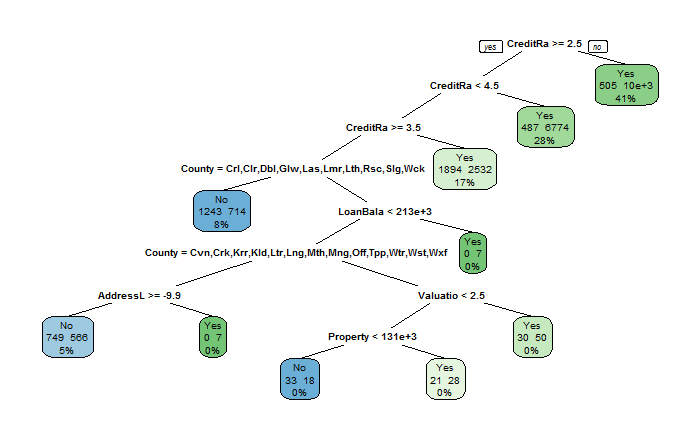 yes CreditRa >= 2.5 no
Yes
505 10e+3
41%
CreditRa < 4.5
Yes
487 6774
28%
CreditRa >= 3.5
Yes
1894 2532
17%
County = Crl,Clr,Dbl,Glw,Las,Lmr,Lth,Rsc,Slg,Wck
No
1243 714
8%
LoanBala < 213e+3
Yes
0 7
0%
County = Cvn,Crk,Krr,Kld,Ltr,Lng,Mth,Mng,Off,Tpp,Wtr,Wst,Wxf
AddressL >= -9.9
No
749 566
5%
Yes
0 7
0%
Valuatio < 2.5
Yes
30 50
0%
Property < 131e+3
No
33 18
0%
Yes
21 28
0%